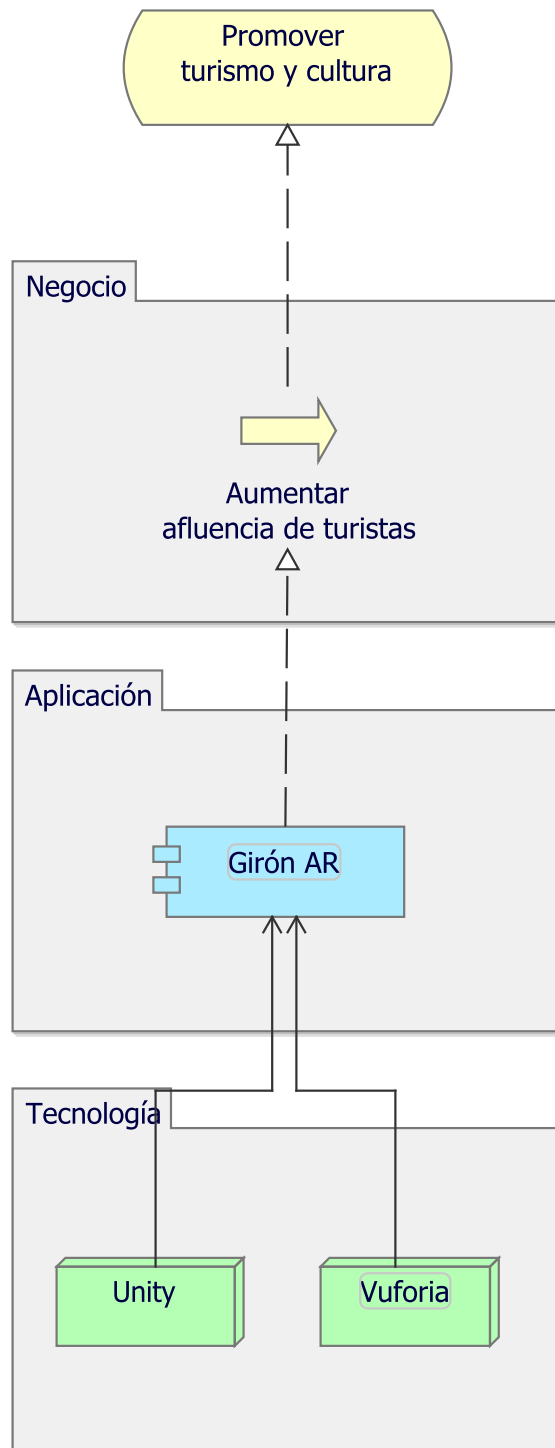 Promover
turismo y cultura
Negocio
Aumentar
afluencia de turistas
Aplicación
Girón AR
Tecnología
Unity
Vuforia